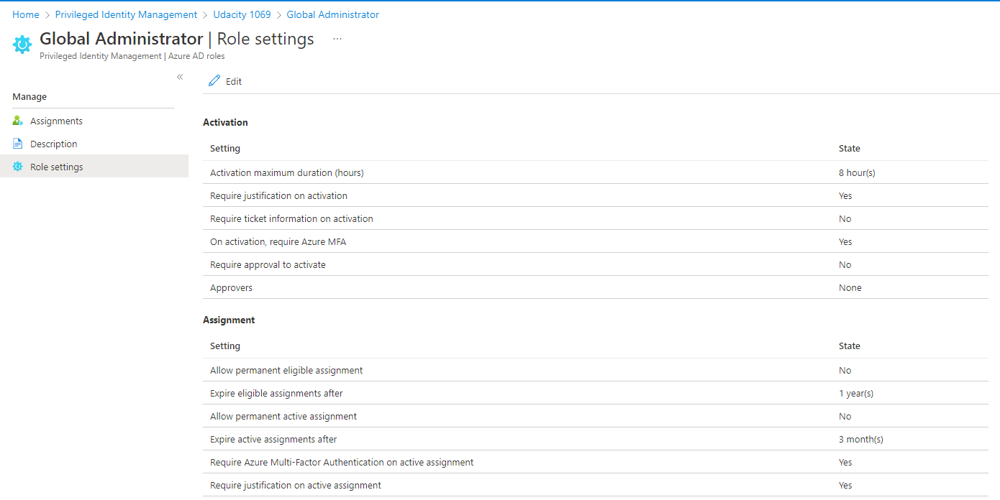 Home > Privileged Identity Management > Udacity 1069 > Global Administrator
Global Administrator | Role settings ...
Privileged Identity Management | Azure AD roles
«
Edit
Manage
Assignments
Description
Role settings
Activation
Setting State
Activation maximum duration (hours) 8 hour(s)
Require justification on activation Yes
Require ticket information on activation No
On activation, require Azure MFA Yes
Require approval to activate No
Approvers None
Assignment
Setting State
Allow permanent eligible assignment No
Expire eligible assignments after 1 year(s)
Allow permanent active assignment No
Expire active assignments after 3 month(s)
Require Azure Multi-Factor Authentication on active assignment Yes
Require justification on active assignment Yes